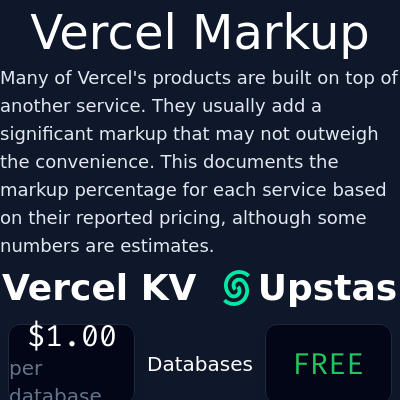 Vercel Markup
Many of Vercel's products are built on top of
another service. They usually add a
significant markup that may not outweigh
the convenience. This documents the
markup percentage for each service based
on their reported pricing, although some
numbers are estimates.
Vercel KV Upstas
$1.00
per
database
Databases
FREE